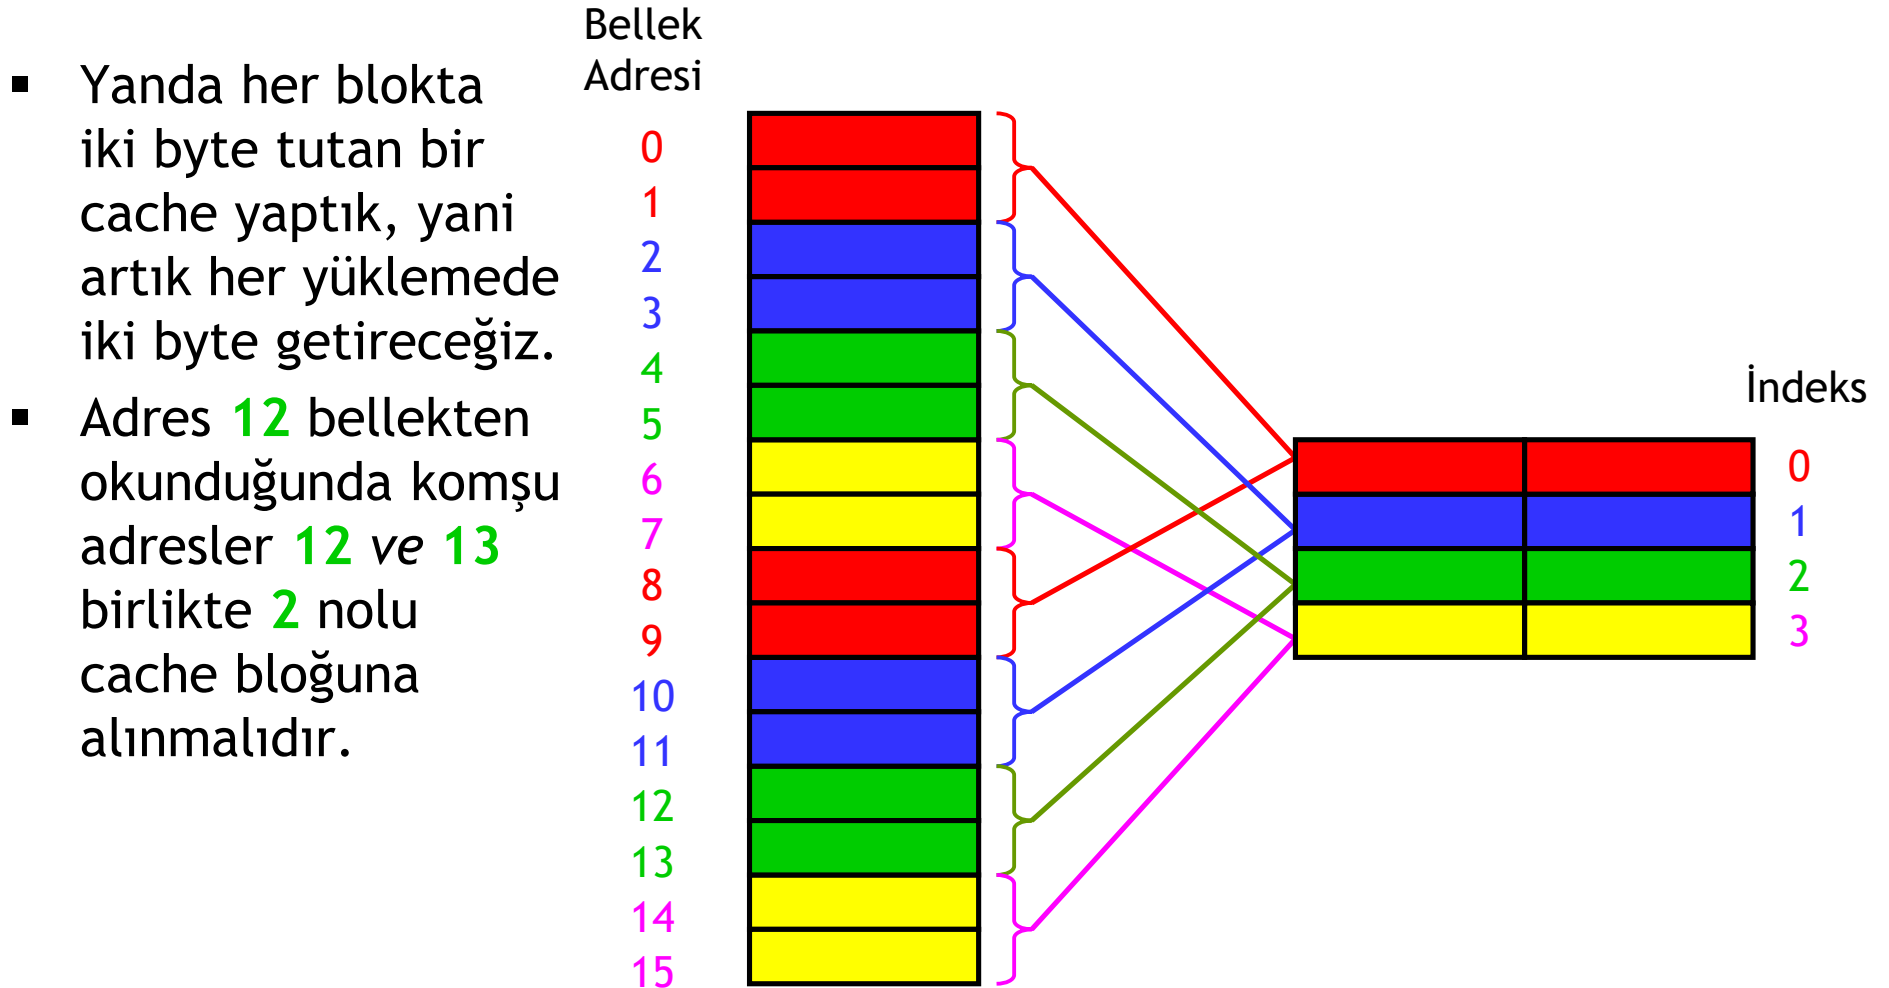 Bellek
Adresi
▪ Yanda her blokta
iki byte tutan bir
cache yaptık, yani
artık her yüklemede
iki byte getireceğiz.
▪ Adres 12 bellekten
okunduğunda komşu
adresler 12 ve 13
birlikte 2 nolu
cache bloğuna
alınmalıdır.
0
1
2
3
4
5
6
7
8
9
10
11
12
13
14
15
İndeks
0
1
2
3